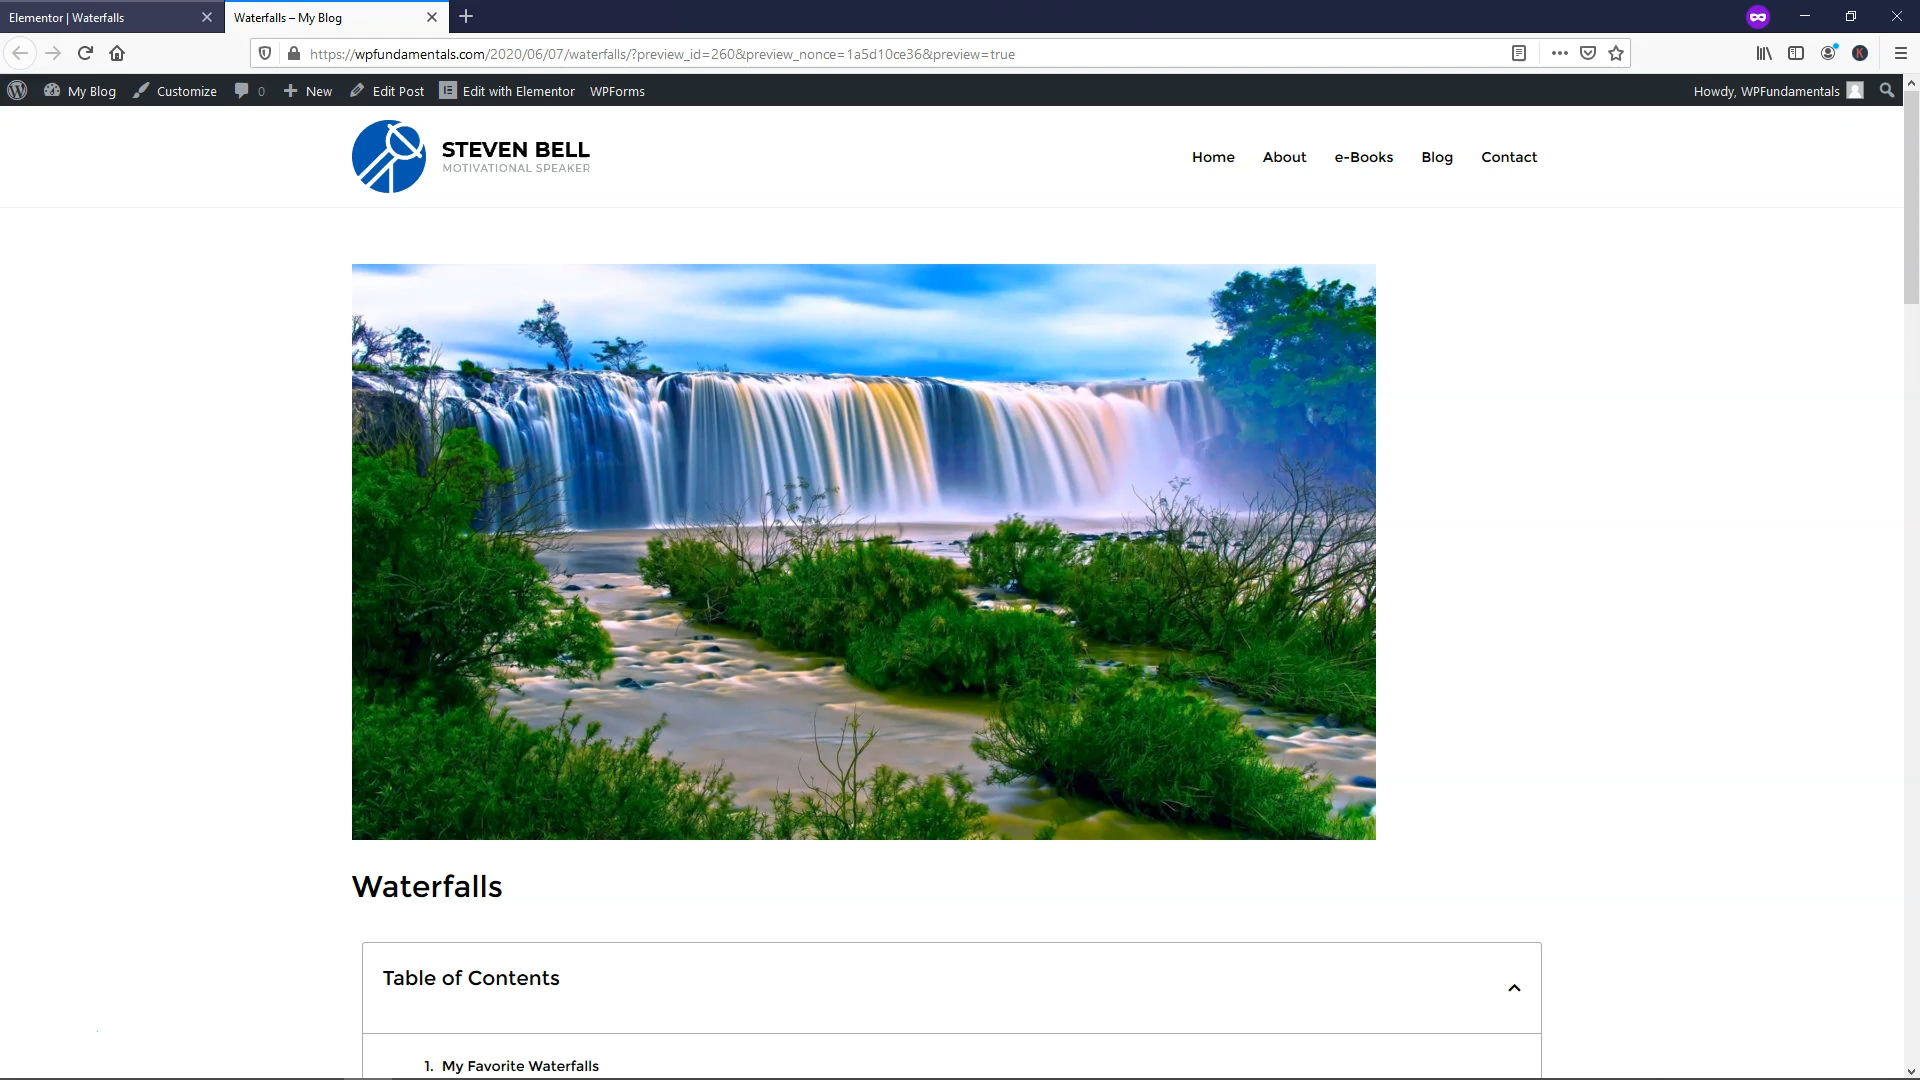 Elementor | Waterfalls
Waterfalls – My Blog
https://wpfundamentals.com/2020/06/07/waterfalls/?preview_id=260&preview_nonce=1a5d10ce36&preview=true
K
My Blog
Customize
0
New
Edit Post
Edit with Elementor
WPForms
Howdy, WPFundamentals
STEVEN BELL
MOTIVATIONAL SPEAKER
Home
About
e-Books
Blog
Contact
Waterfalls
Table of Contents
1. My Favorite Waterfalls